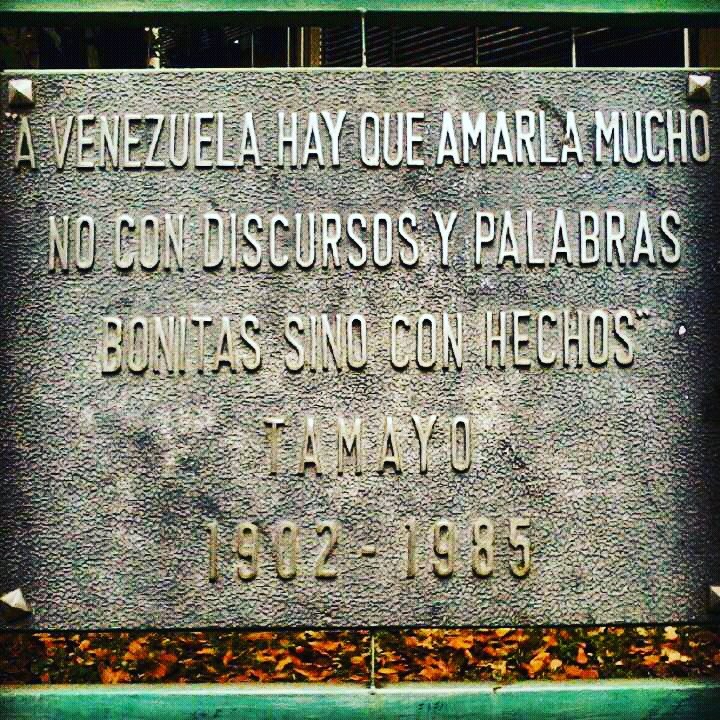 A VENEZUELA HAY QUE AMARLA MUCHO
NO CON DISCURSOS Y PALABRAS
BONITAS SINO CON HECHOS"
TAMAYO
1902-1985